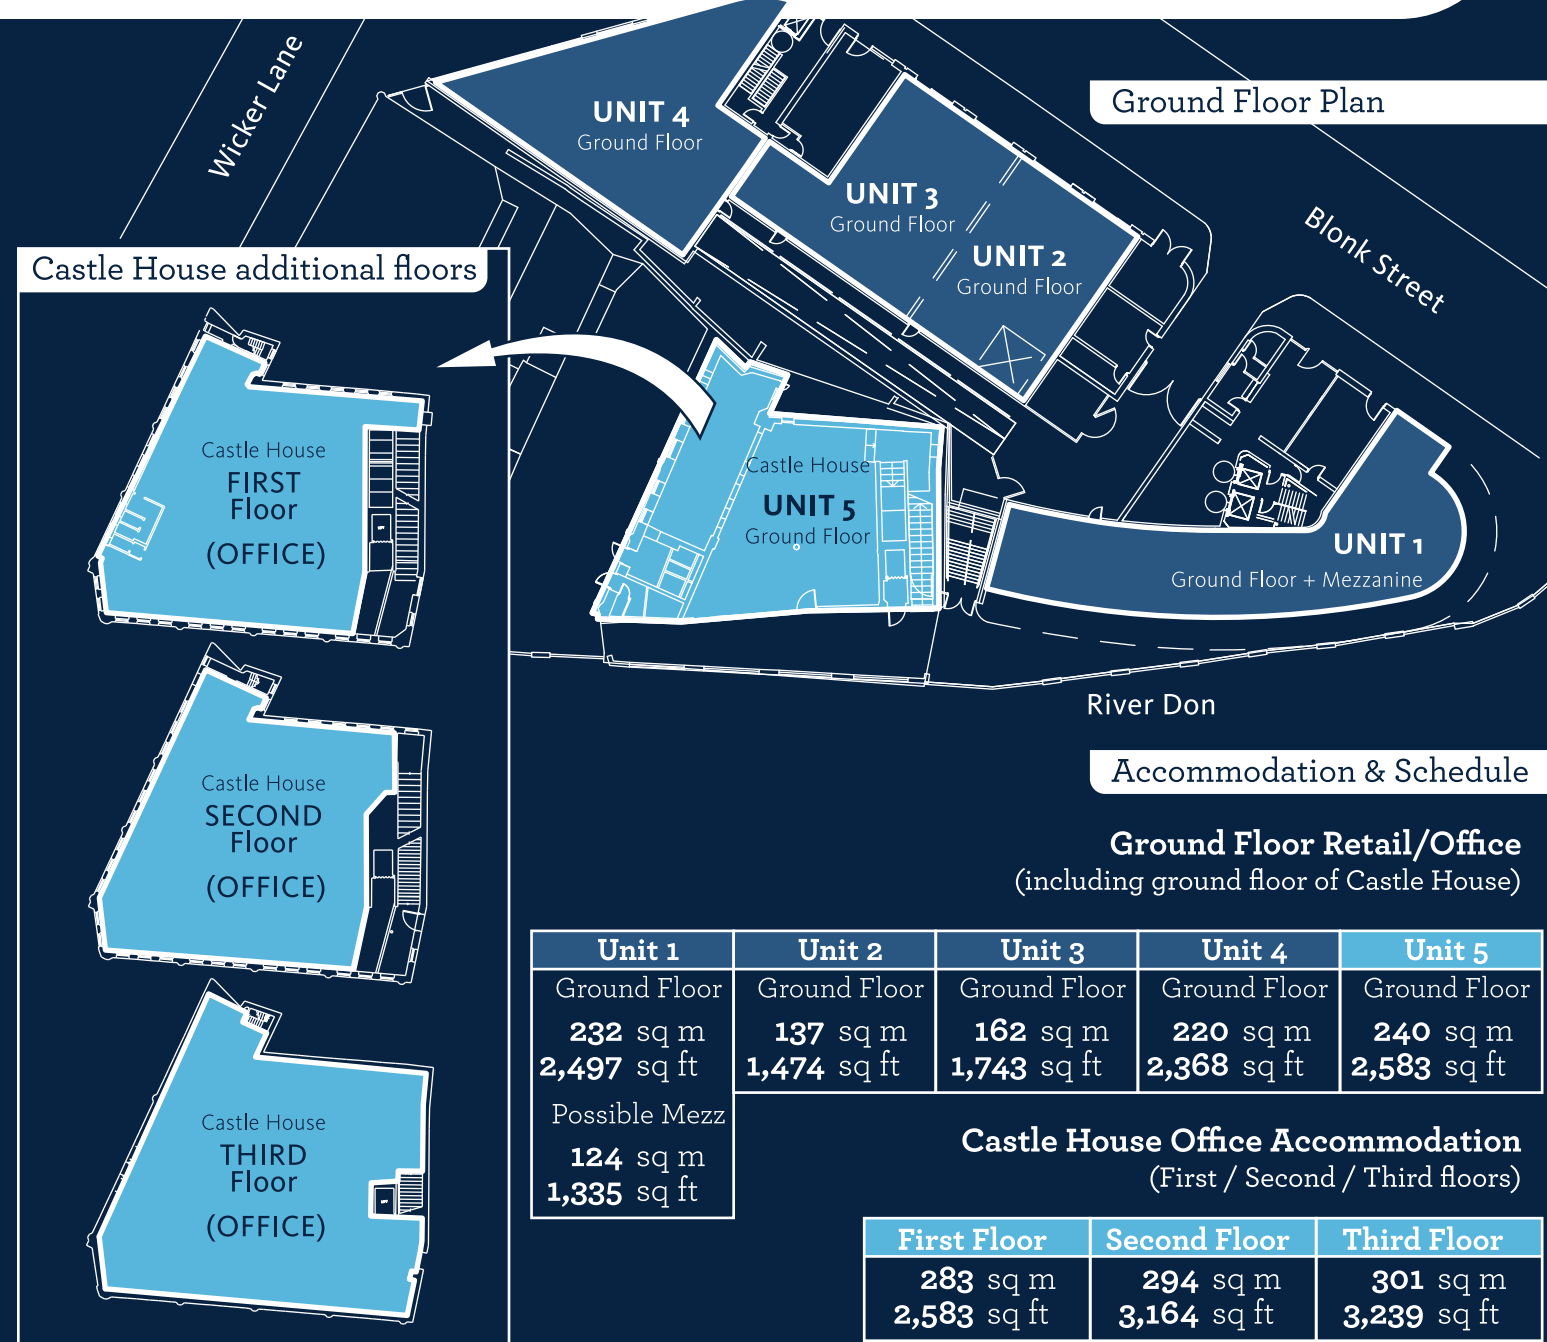 Wicker Lane
UNIT 4
Ground Floor
Ground Floor Plan
UNIT 3
Ground Floor
UNIT 2
Ground Floor
Blonk Street
Castle House additional floors
Castle House
FIRST
Floor
(OFFICE)
Castle House
UNIT 5
Ground Floor
UNIT 1
Ground Floor + Mezzanine
River Don
Castle House
SECOND
Floor
(OFFICE)
Castle House
THIRD
Floor
(OFFICE)
Accommodation & Schedule
Ground Floor Retail/Office
(including ground floor of Castle House)
Unit 1 Unit 2 Unit 3 Unit 4 Unit 5
Ground Floor Ground Floor Ground Floor Ground Floor Ground Floor
232 sq m 137 sq m 162 sq m 220 sq m 240 sq m
2,497 sq ft 1,474 sq ft 1,743 sq ft 2,368 sq ft 2,583 sq ft
Possible Mezz
124 sq m
1,335 sq ft
Castle House Office Accommodation
(First / Second / Third floors)
First Floor Second Floor Third Floor
283 sq m 294 sq m 301 sq m
2,583 sq ft 3,164 sq ft 3,239 sq ft